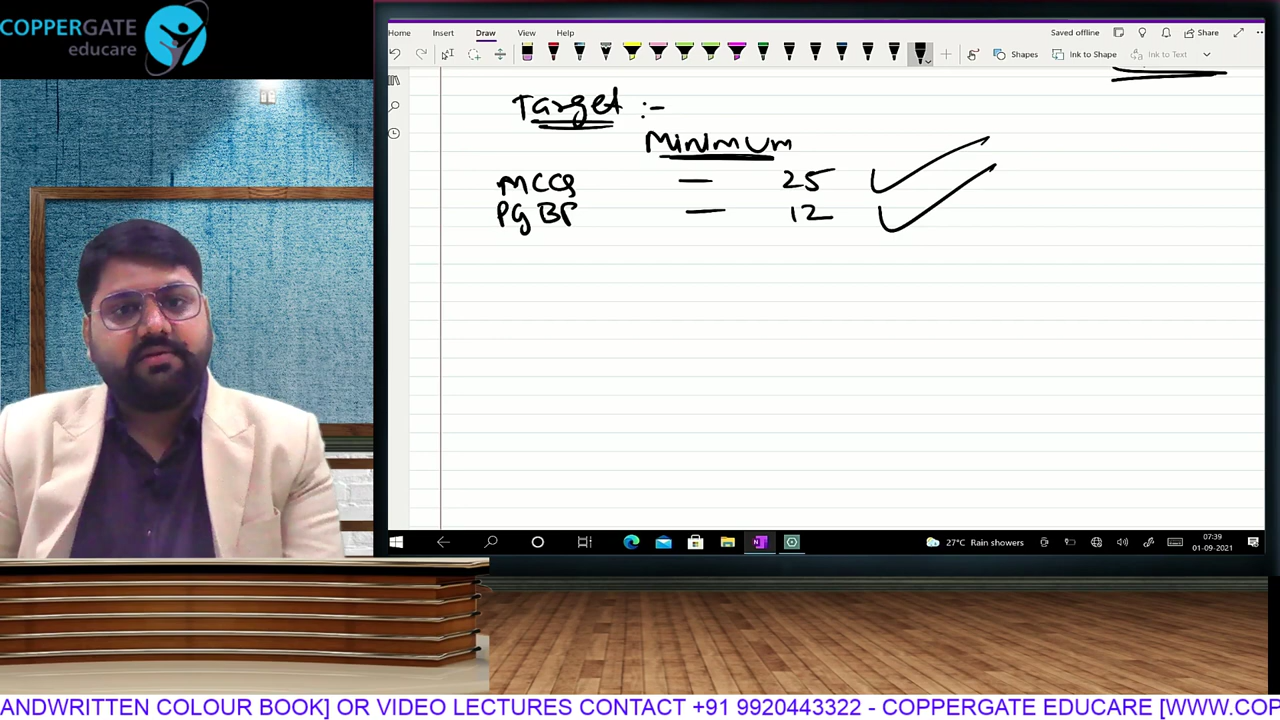 COPPERGATE
educare
Home Insert Draw View Help
Saved offline
Share
Shapes
Ink to Shape
Ink to Text
Target :-
Minimum
MCQ — 25
PGBP — 12
27°C Rain showers
07:39
01-09-2021
ANDWRITTEN COLOUR BOOK] OR VIDEO LECTURES CONTACT +91 9920443322 - COPPERGATE EDUCARE [WWW.COP